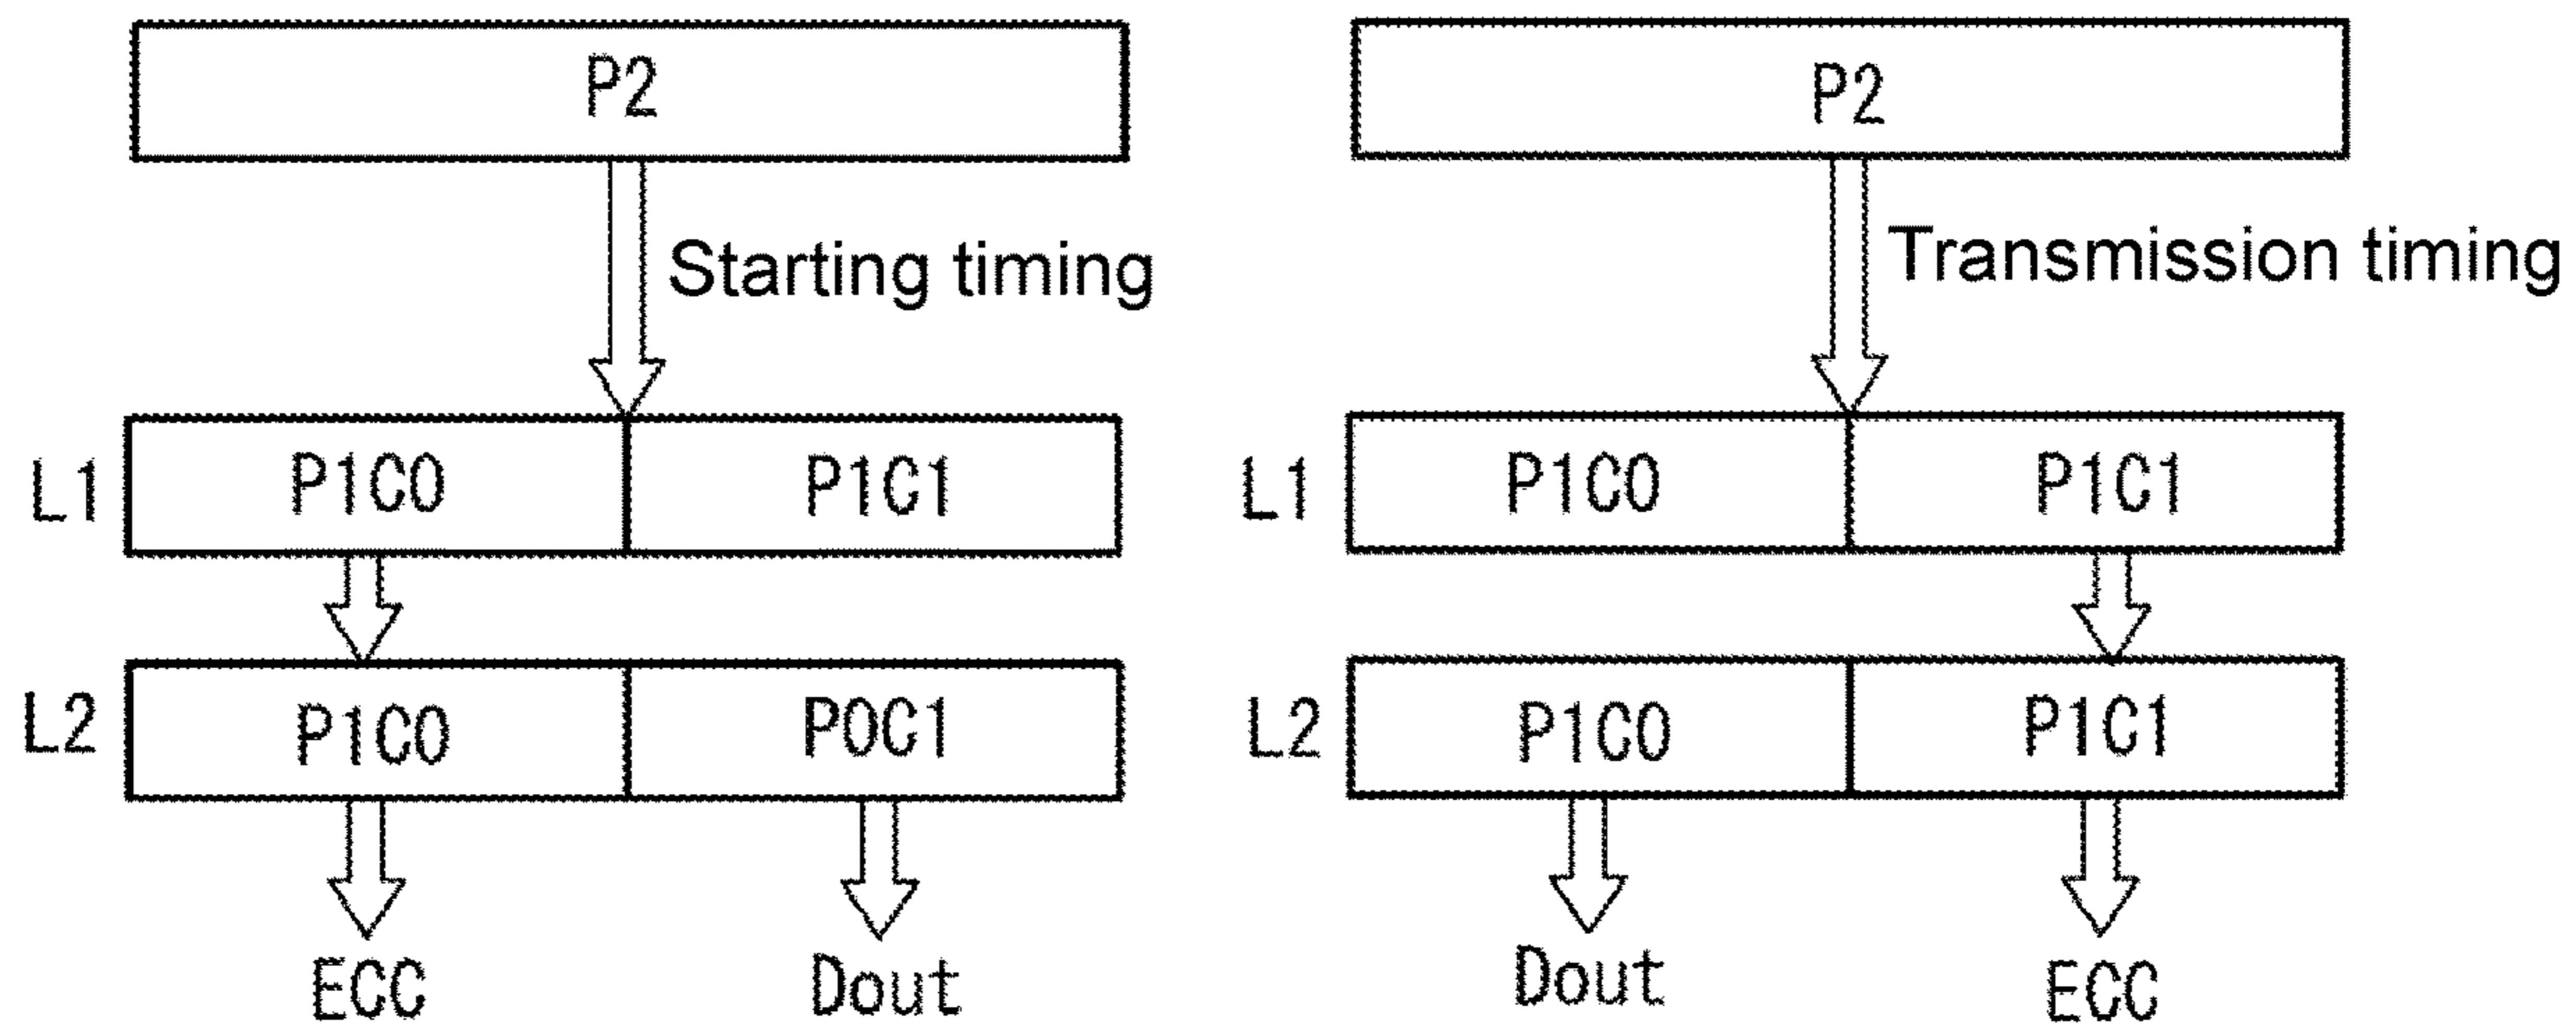 P2
Starting timing
L1 P1C0 P1C1
L2 P1C0 P0C1
ECC Dout
P2
Transmission timing
L1 P1C0 P1C1
L2 P1C0 P1C1
Dout ECC